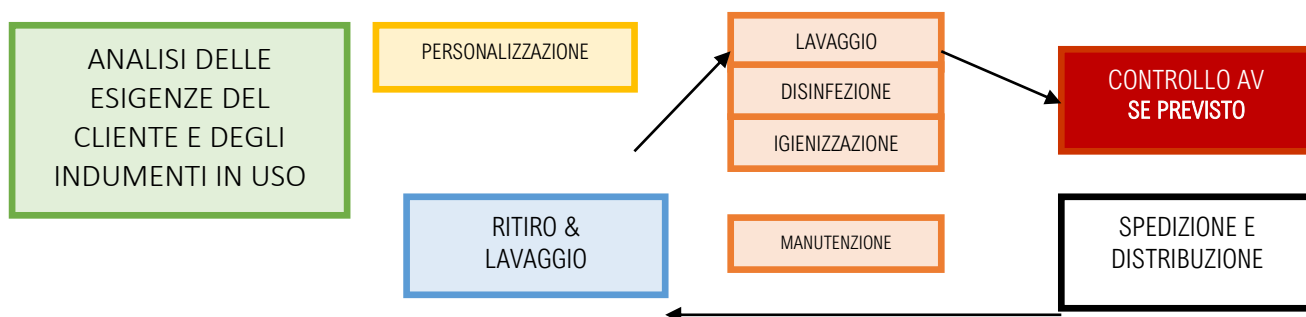 ANALISI DELLE
ESIGENZE DEL
CLIENTE E DEGLI
INDUMENTI IN USO
PERSONALIZZAZIONE
RITIRO &
LAVAGGIO
LAVAGGIO
DISINFEZIONE
IGIENIZZAZIONE
MANUTENZIONE
CONTROLLO AV
SE PREVISTO
SPEDIZIONE E
DISTRIBUZIONE